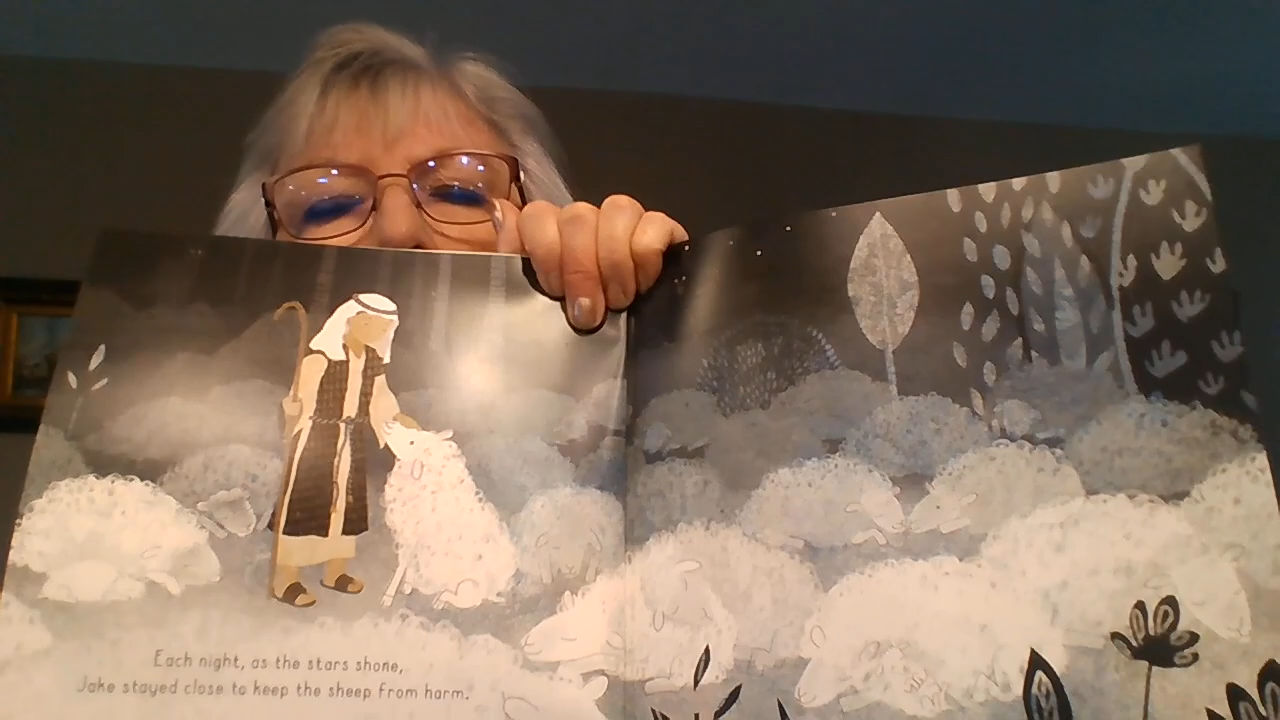 Each night, as the stars shone,
Jake stayed close to keep the sheep from harm.